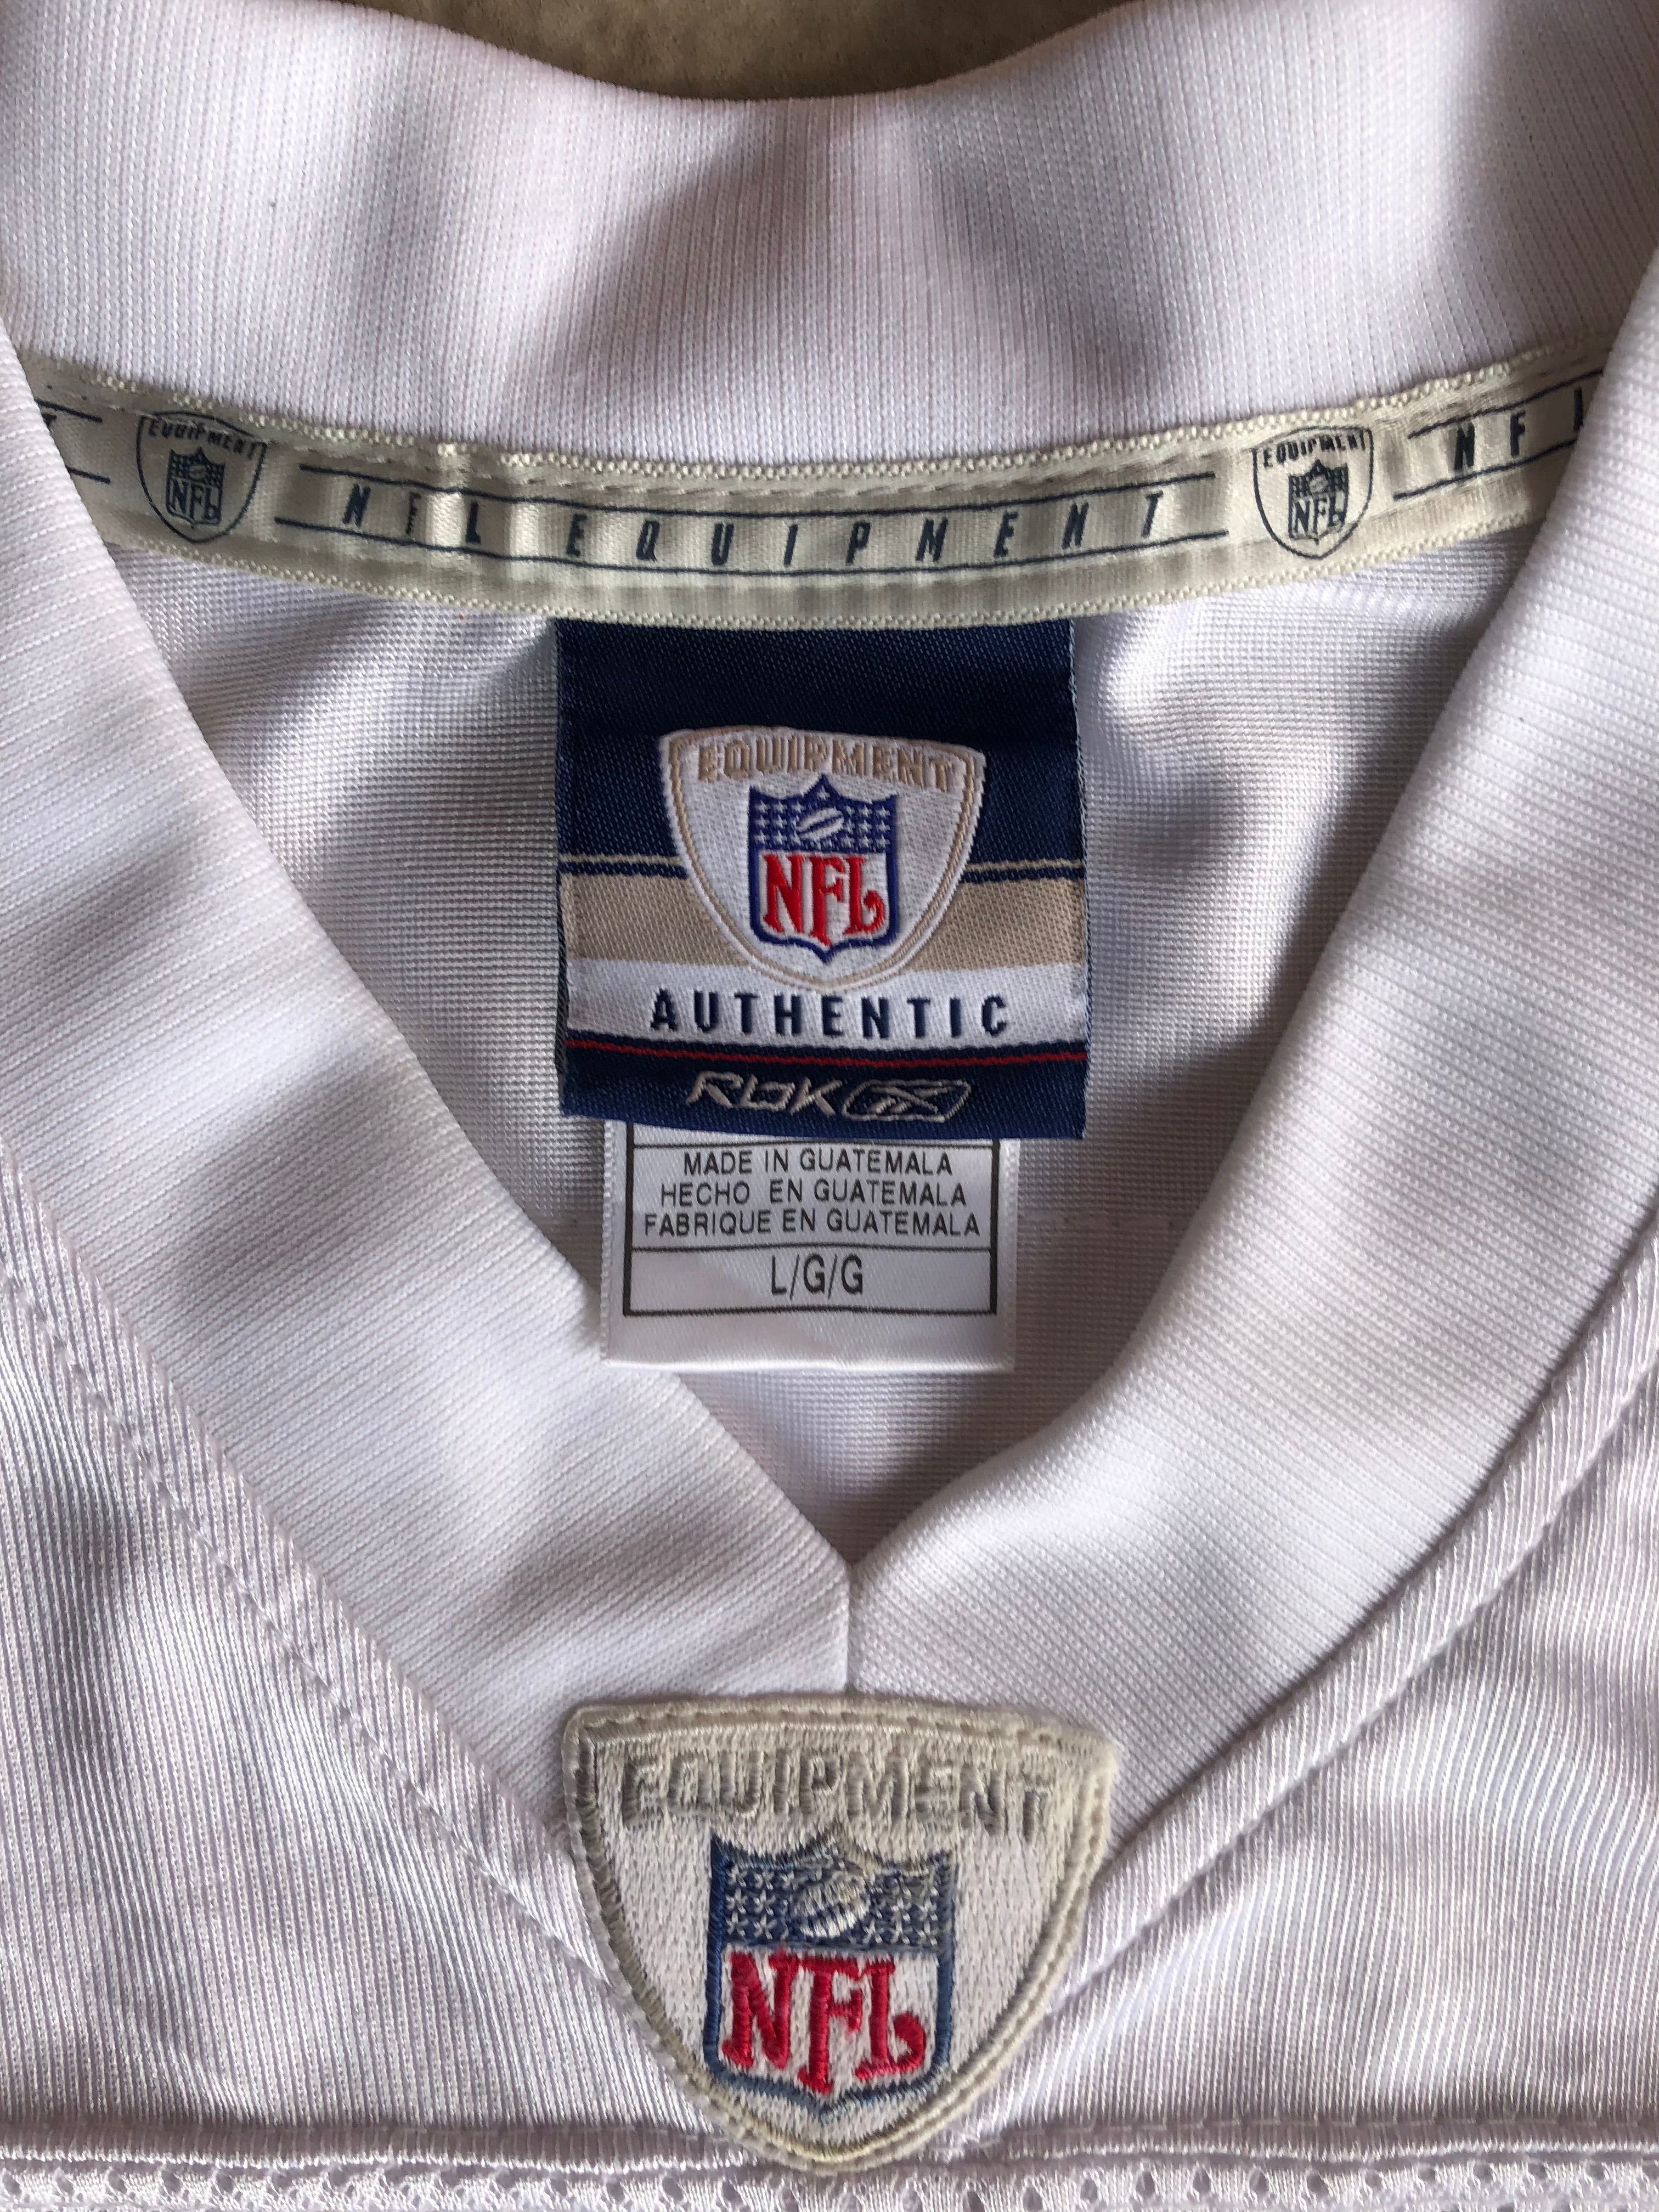 EQUIPMENT
NFL
NFL EQUIPMENT
EQUIPMENT
NFL
NF
EQUIPMENT
NFL
AUTHENTIC
RbK
MADE IN GUATEMALA
HECHO EN GUATEMALA
FABRIQUE EN GUATEMALA
L/G/G
EQUIPMENT
NFL